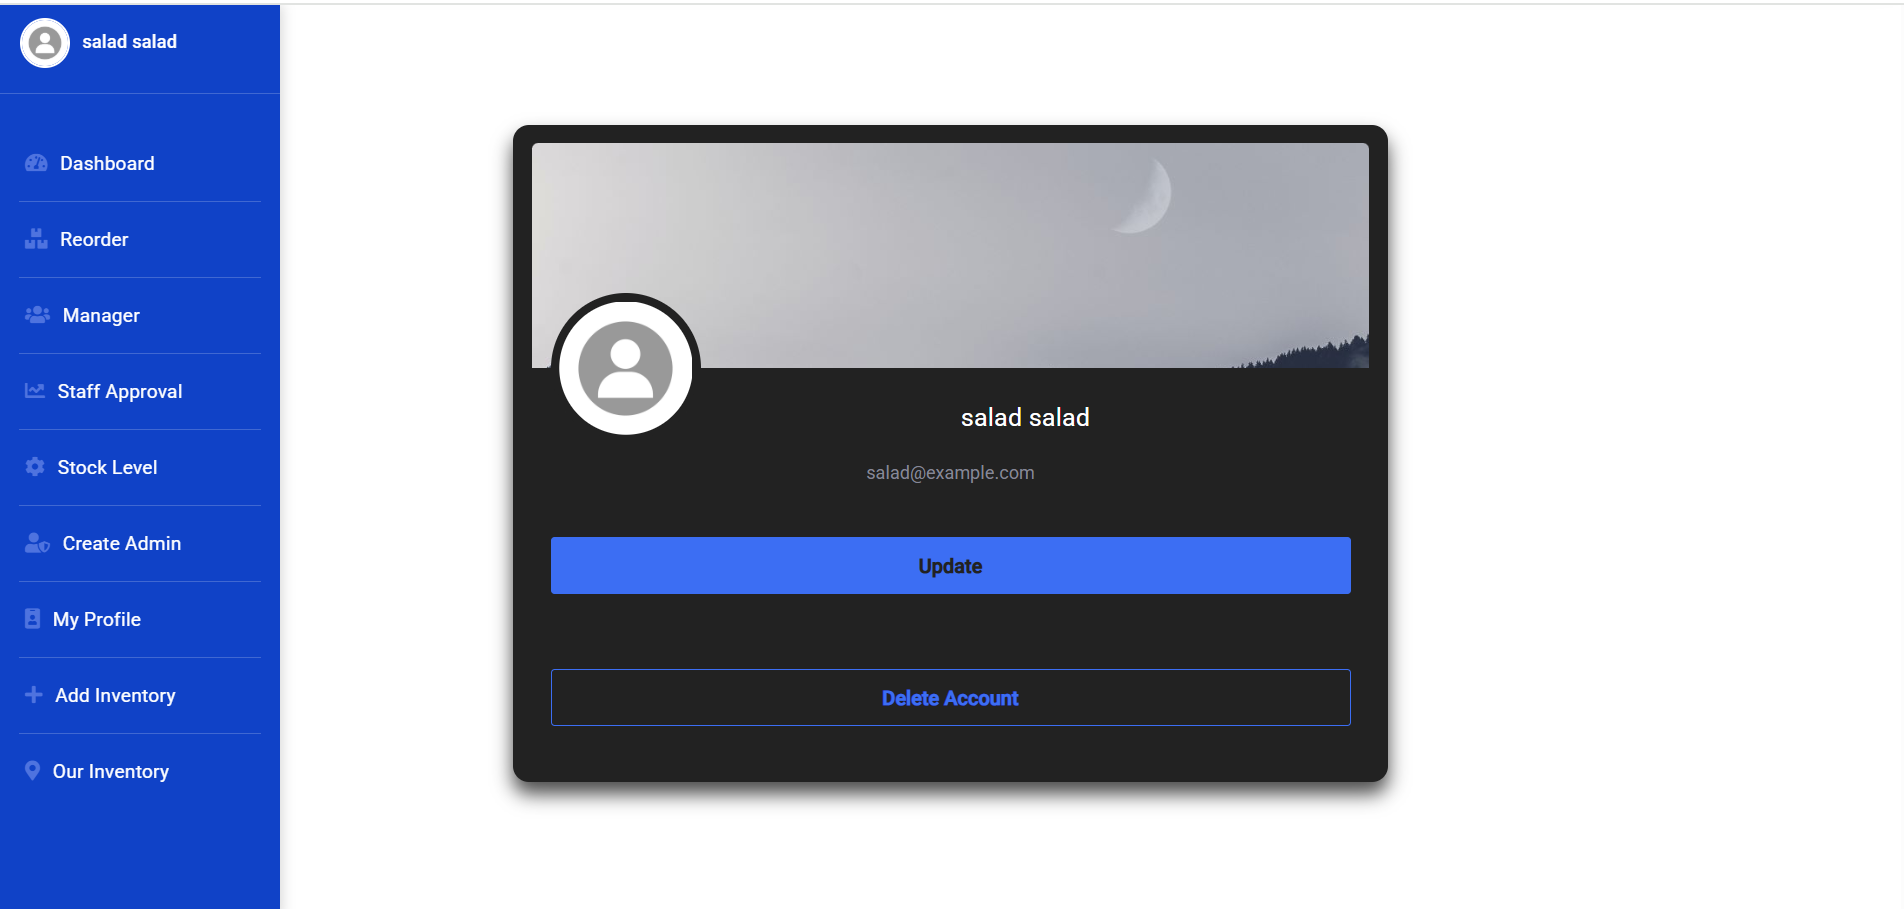 salad salad
Dashboard
Reorder
Manager
Staff Approval
Stock Level
Create Admin
My Profile
Add Inventory
Our Inventory
salad salad
salad@example.com
Update
Delete Account